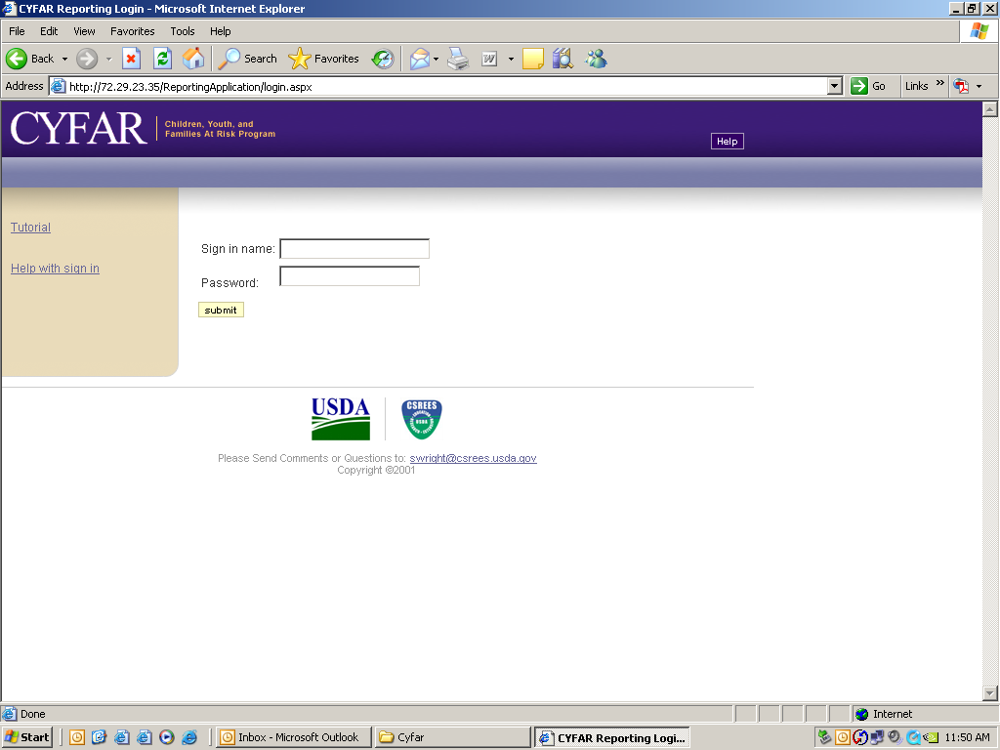 CYFAR Reporting Login - Microsoft Internet Explorer
File Edit View Favorites Tools Help
Back Search Favorites
Address http://72.29.23.35/ReportingApplication/login.aspx Go Links »
CYFAR Children, Youth, and
Families At Risk Program
Help
Tutorial
Sign in name:
Help with sign in
Password:
submit
USDA CSREES
USDA
Please Send Comments or Questions to: swright@csrees.usda.gov
Copyright ©2001
Done Internet
Start Inbox - Microsoft Outlook Cyfar CYFAR Reporting Logi... 11:50 AM